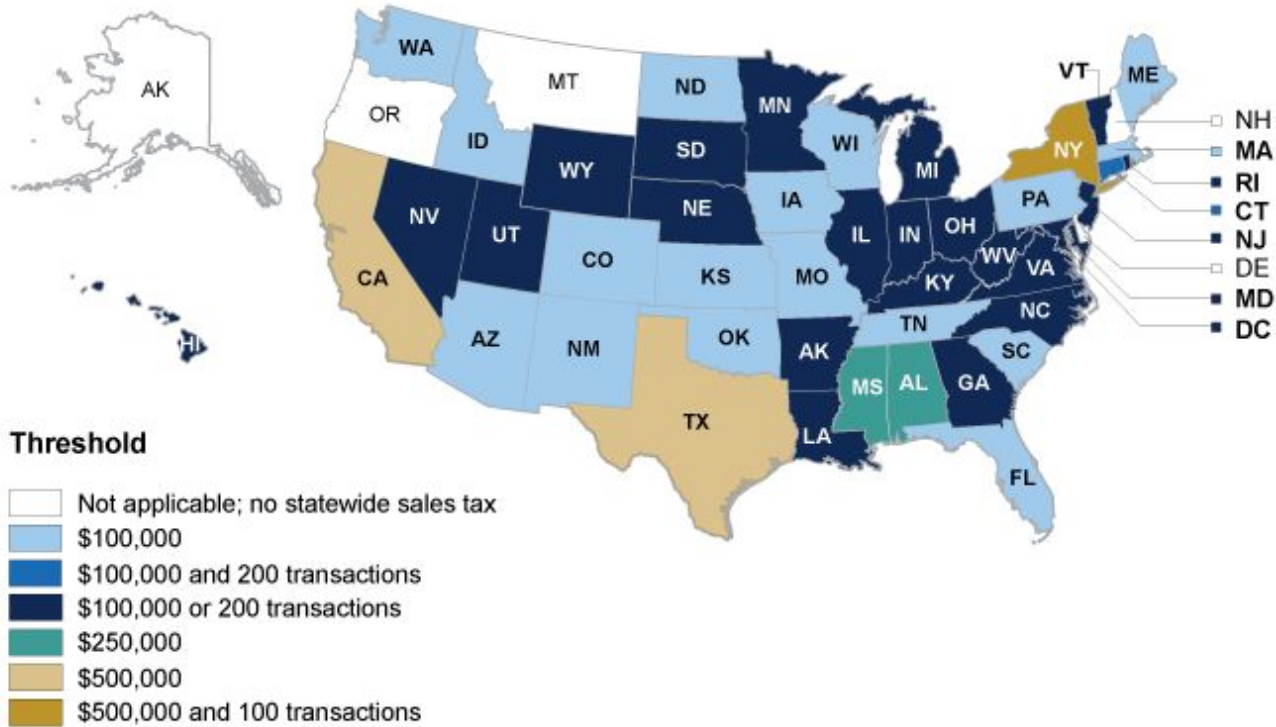 AK
WA
MT
ND
MN
VT
ME
OR
ID
SD
WI
NY
NH
MA
RI
CT
NJ
DE
MD
DC
WY
MI
NV
NE
IA
PA
UT
IL
IN
OH
CA
CO
WV
VA
KS
MO
KY
NC
AZ
NM
OK
TN
SC
HI
AK
MS
AL
GA
TX
LA
FL
Threshold
Not applicable; no statewide sales tax
$100,000
$100,000 and 200 transactions
$100,000 or 200 transactions
$250,000
$500,000
$500,000 and 100 transactions